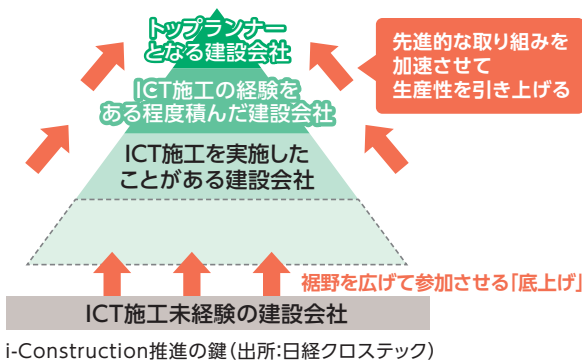 トップランナー
となる建設会社
先進的な取り組みを
加速させて
生産性を引き上げる
ICT施工の経験を
ある程度積んだ建設会社
ICT施工を実施した
ことがある建設会社
裾野を広げて参加させる「底上げ」
ICT施工未経験の建設会社
i-Construction推進の鍵(出所:日経クロステック)